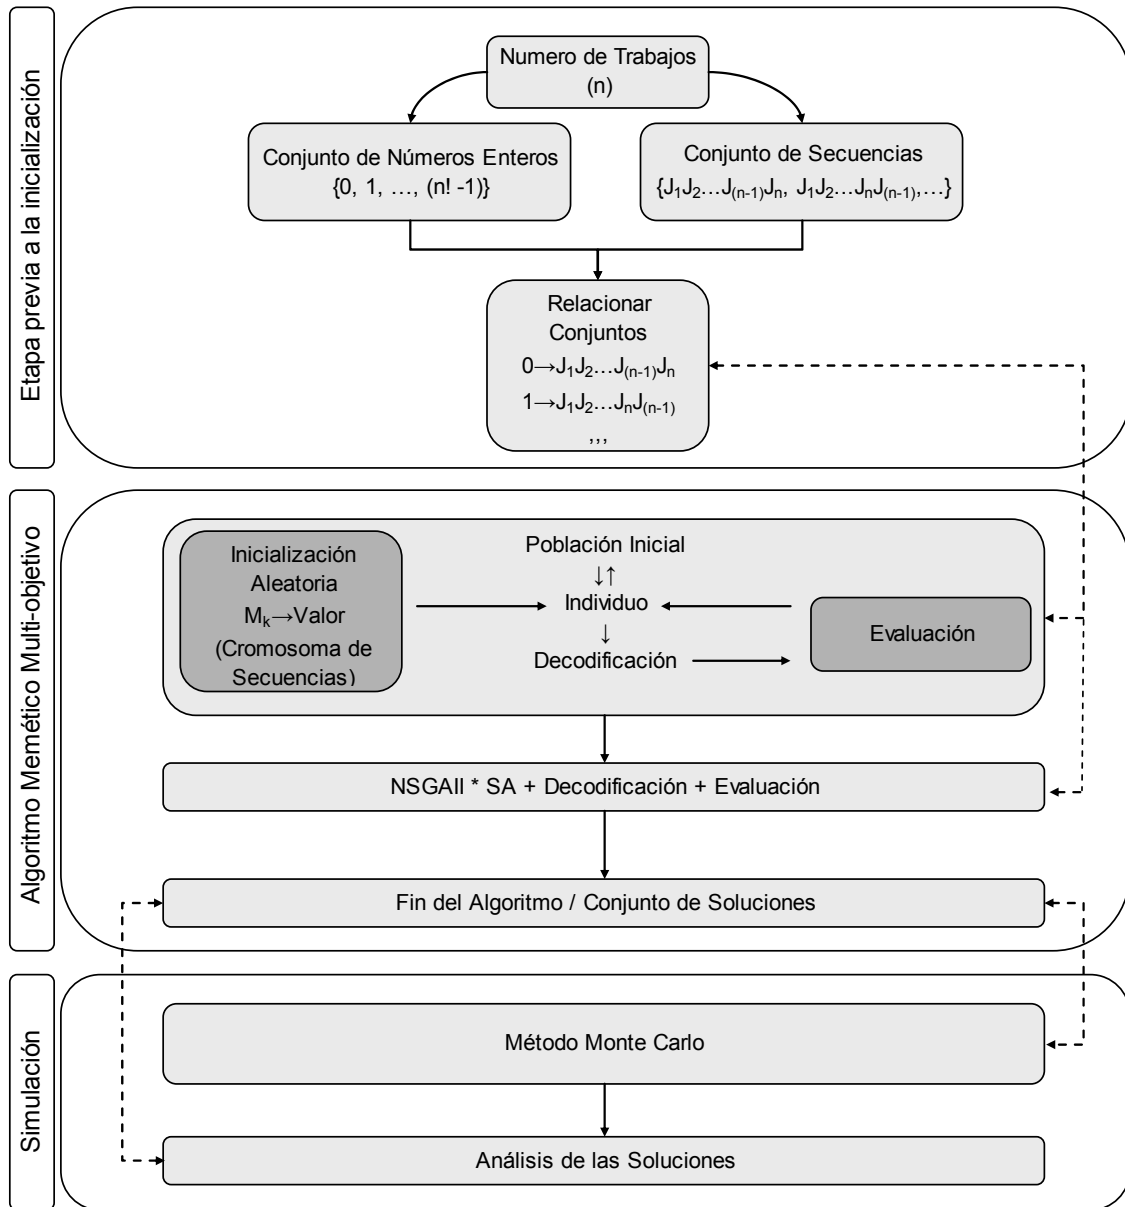 Etapa previa a la inicialización
Numero de Trabajos
(n)
Conjunto de Números Enteros
{0, 1, …, (n! -1)}
Conjunto de Secuencias
{J₁J₂…J₍ₙ₋₁₎Jₙ, J₁J₂…JₙJ₍ₙ₋₁₎,…}
Relacionar
Conjuntos
0→J₁J₂…J₍ₙ₋₁₎Jₙ
1→J₁J₂…JₙJ₍ₙ₋₁₎
,,,
Algoritmo Memético Multi-objetivo
Inicialización
Aleatoria
Mₖ→Valor
(Cromosoma de
Secuencias)
Población Inicial
↓↑
Individuo
↓
Decodificación
Evaluación
NSGAII * SA + Decodificación + Evaluación
Fin del Algoritmo / Conjunto de Soluciones
Simulación
Método Monte Carlo
Análisis de las Soluciones